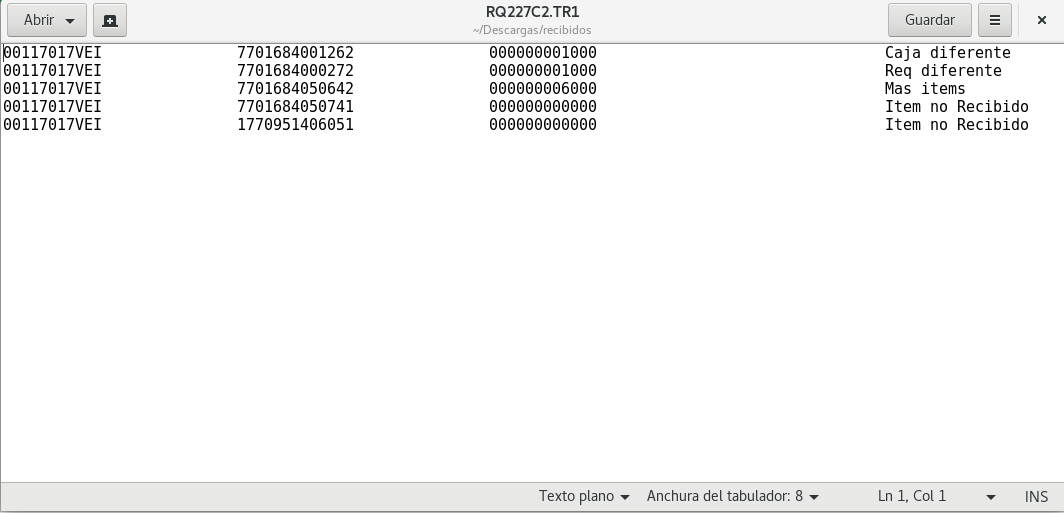 Abrir
RQ227C2.TR1
~/Descargas/recibidos
Guardar
00117017VEI 7701684001262 000000001000 Caja diferente
00117017VEI 7701684000272 000000001000 Req diferente
00117017VEI 7701684050642 000000006000 Mas items
00117017VEI 7701684050741 000000000000 Item no Recibido
00117017VEI 1770951406051 000000000000 Item no Recibido
Texto plano Anchura del tabulador: 8 Ln 1, Col 1 INS